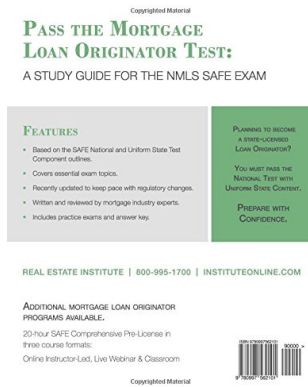 Pass the Mortgage
Loan Originator Test:
A STUDY GUIDE FOR THE NMLS SAFE EXAM
Features
• Based on the SAFE National and Uniform State Test
Component outlines.
• Covers essential exam topics.
• Recently updated to keep pace with regulatory changes.
• Written and reviewed by mortgage industry experts.
• Includes practice exams and answer key.
Planning to become
a state-licensed
Loan Originator?
You must pass the
National Test with
Uniform State Content.
Prepare with
Confidence.
REAL ESTATE INSTITUTE | 800-995-1700 | INSTITUTEONLINE.COM
ADDITIONAL MORTGAGE LOAN ORIGINATOR
PROGRAMS AVAILABLE.
20-hour SAFE Comprehensive Pre-License in
three course formats:
Online Instructor-Led, Live Webinar & Classroom
90000 >